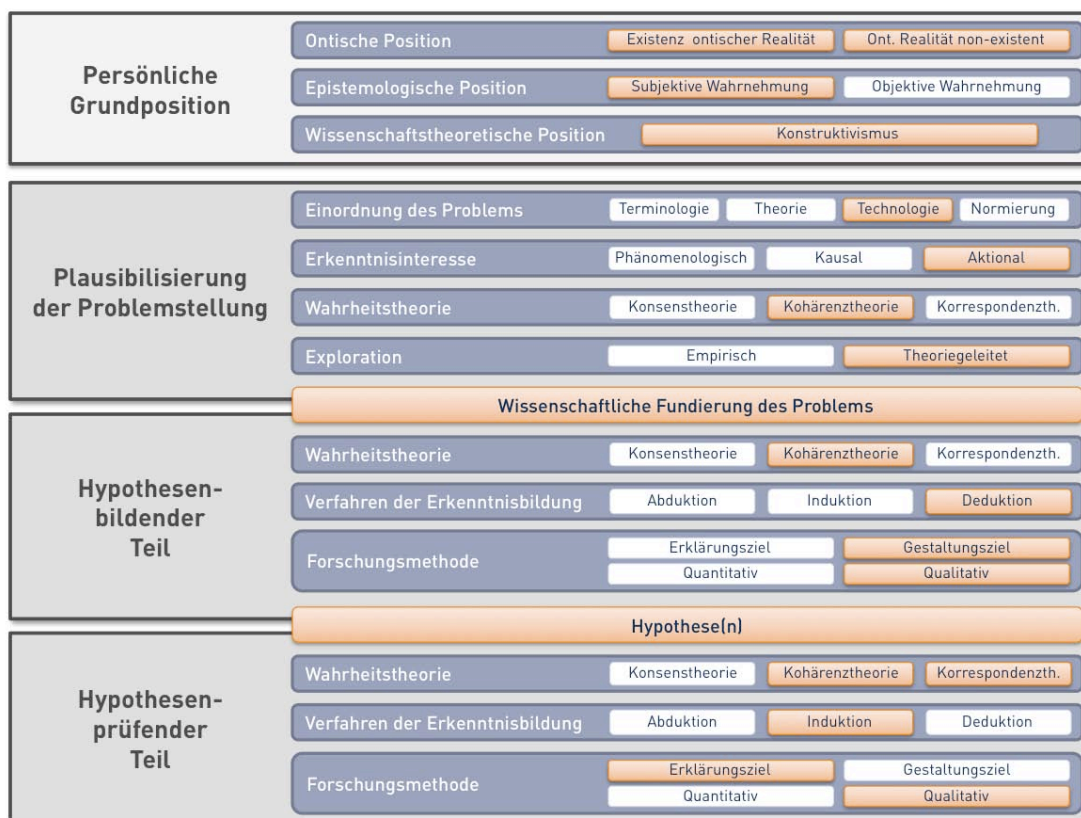 Persönliche
Grundposition
Ontische Position
Existenz ontischer Realität
Ont. Realität non-existent
Epistemologische Position
Subjektive Wahrnehmung
Objektive Wahrnehmung
Wissenschaftstheoretische Position
Konstruktivismus
Plausibilisierung
der Problemstellung
Einordnung des Problems
Terminologie
Theorie
Technologie
Normierung
Erkenntnisinteresse
Phänomenologisch
Kausal
Aktional
Wahrheitstheorie
Konsenstheorie
Kohärenztheorie
Korrespondenzth.
Exploration
Empirisch
Theoriegeleitet
Wissenschaftliche Fundierung des Problems
Hypothesen-
bildender
Teil
Wahrheitstheorie
Konsenstheorie
Kohärenztheorie
Korrespondenzth.
Verfahren der Erkenntnisbildung
Abduktion
Induktion
Deduktion
Forschungsmethode
Erklärungsziel
Gestaltungsziel
Quantitativ
Qualitativ
Hypothese(n)
Hypothesen-
prüfender
Teil
Wahrheitstheorie
Konsenstheorie
Kohärenztheorie
Korrespondenzth.
Verfahren der Erkenntnisbildung
Abduktion
Induktion
Deduktion
Forschungsmethode
Erklärungsziel
Gestaltungsziel
Quantitativ
Qualitativ